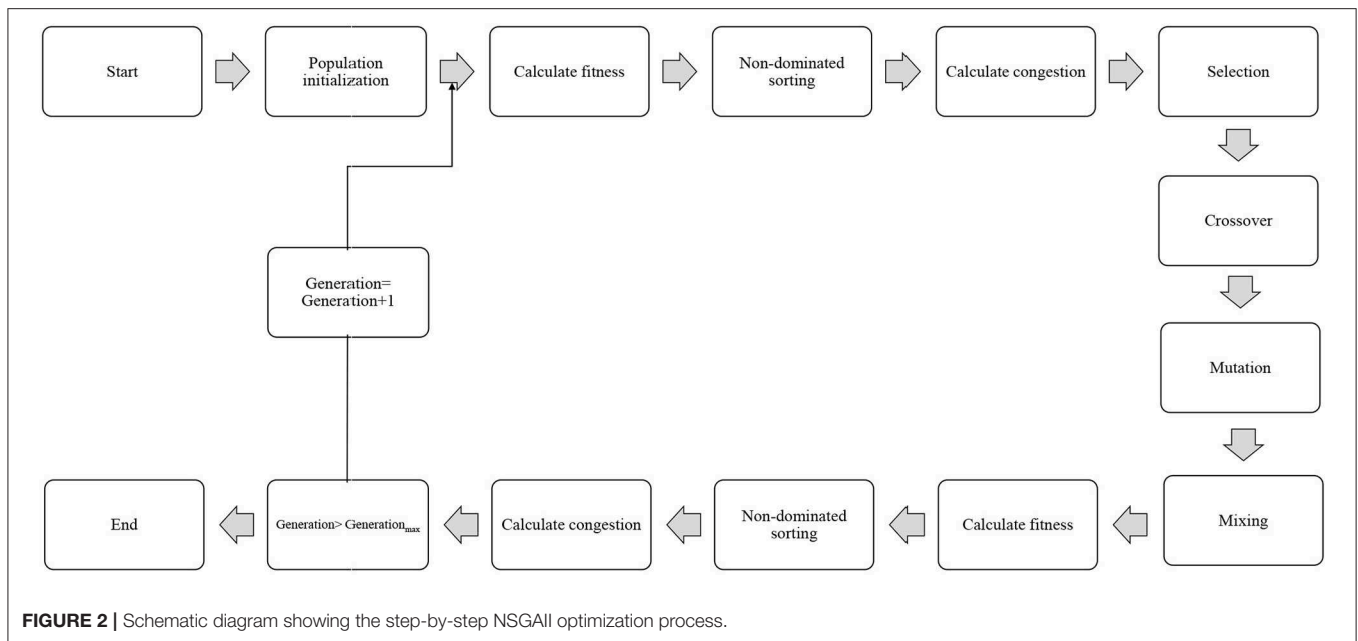 Start
Population
initialization
Calculate fitness
Non-dominated
sorting
Calculate congestion
Selection
Crossover
Generation=
Generation+1
Mutation
End
Generation> Generationmax
Calculate congestion
Non-dominated
sorting
Calculate fitness
Mixing
FIGURE 2 | Schematic diagram showing the step-by-step NSGAII optimization process.